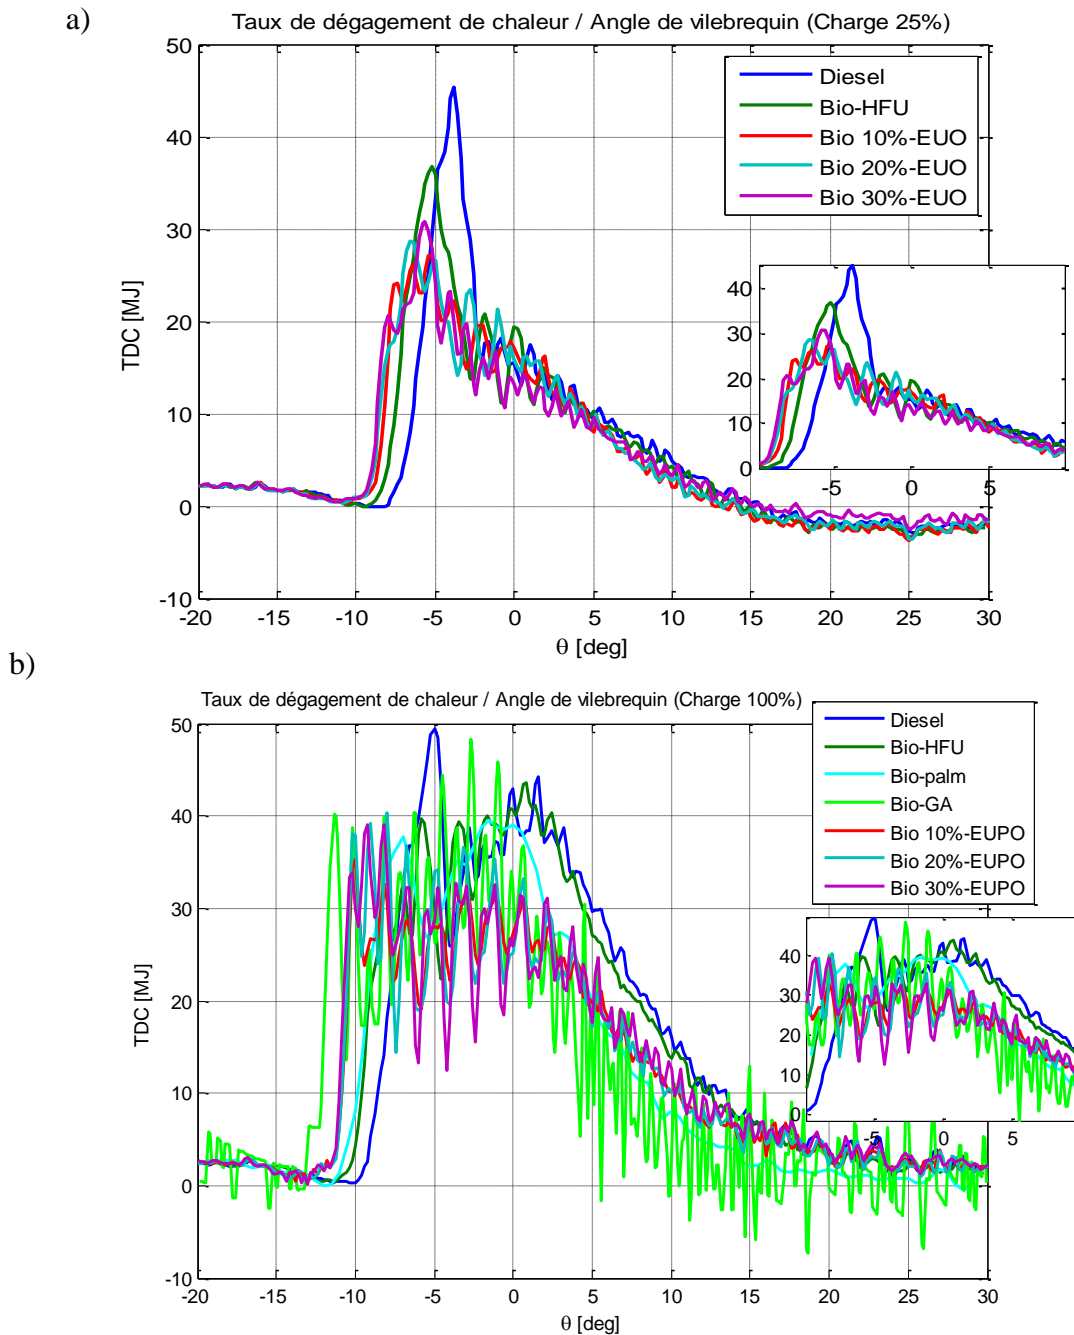 a)
Taux de dégagement de chaleur / Angle de vilebrequin (Charge 25%)
50
40
30
20
10
0
-10
TDC [MJ]
Diesel
Bio-HFU
Bio 10%-EUO
Bio 20%-EUO
Bio 30%-EUO
40
30
20
10
0
-5 0 5
-20 -15 -10 -5 0 5 10 15 20 25 30
θ [deg]
b)
Taux de dégagement de chaleur / Angle de vilebrequin (Charge 100%)
50
40
30
20
10
0
-10
TDC [MJ]
Diesel
Bio-HFU
Bio-palm
Bio-GA
Bio 10%-EUPO
Bio 20%-EUPO
Bio 30%-EUPO
40
30
20
10
0
-5 0 5
-20 -15 -10 -5 0 5 10 15 20 25 30
θ [deg]